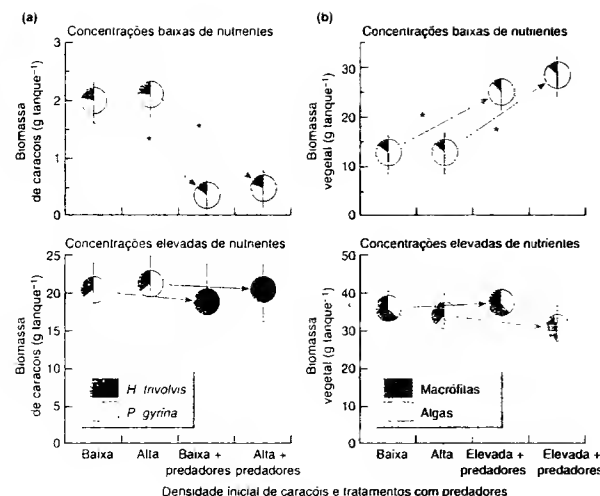 (a)
Concentrações baixas de nutrientes
Biomassa
de caracóis (g tanque⁻¹)
3
2
1
0
(b)
Concentrações baixas de nutrientes
Biomassa
vegetal (g tanque⁻¹)
30
20
10
0
Concentrações elevadas de nutrientes
Biomassa
de caracóis (g tanque⁻¹)
25
20
15
10
5
0
H trivolvis
P gyrina
Baixa
Alta
Baixa +
predadores
Alta +
predadores
Concentrações elevadas de nutrientes
Biomassa
vegetal (g tanque⁻¹)
50
40
30
20
10
0
Macrófitas
Algas
Baixa
Alta
Elevada +
predadores
Elevada +
predadores
Densidade inicial de caracóis e tratamentos com predadores